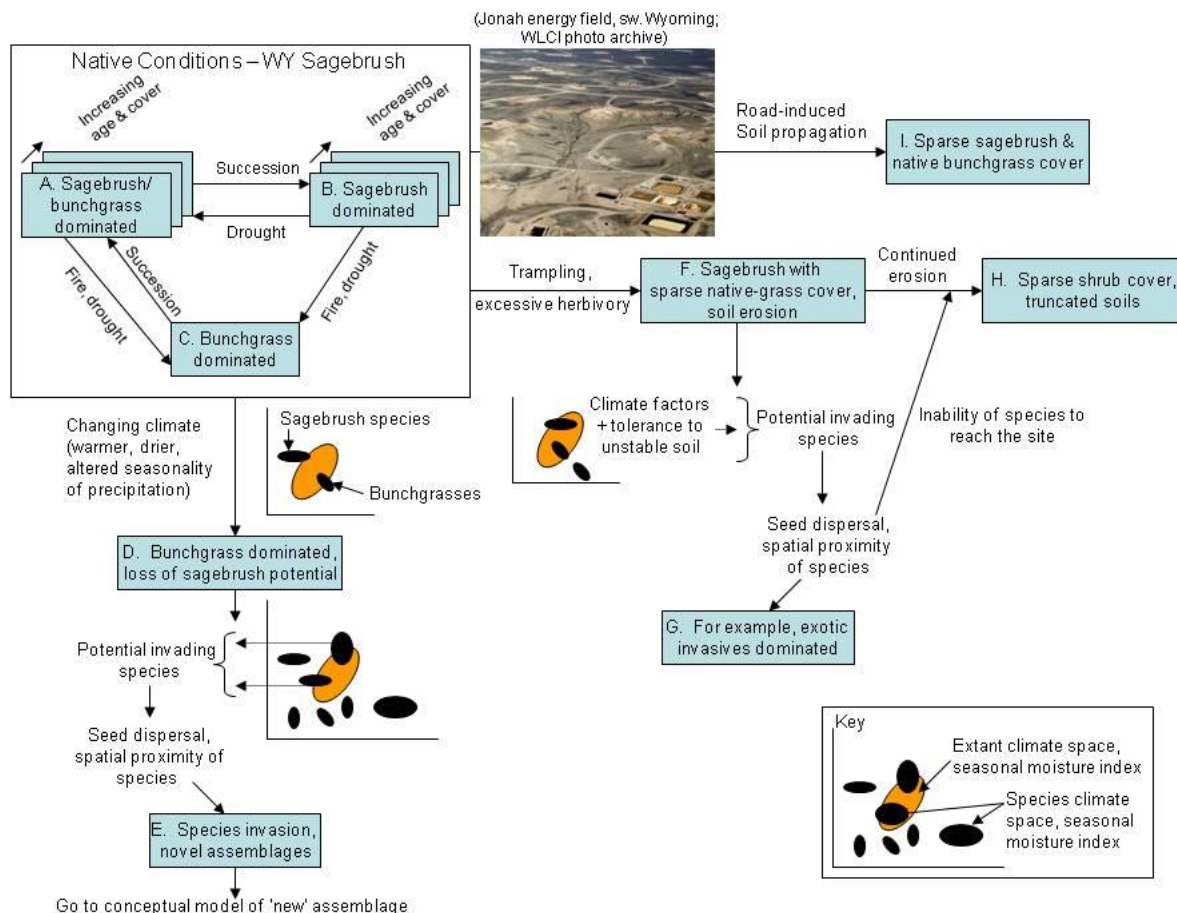 (Jonah energy field, sw. Wyoming;
WLCI photo archive)
Native Conditions – WY Sagebrush
Increasing
age & cover
Increasing
age & cover
A. Sagebrush/
bunchgrass
dominated
Succession
Drought
B. Sagebrush
dominated
Fire, drought
Succession
Fire, drought
C. Bunchgrass
dominated
Road-induced
Soil propagation
I. Sparse sagebrush &
native bunchgrass cover
Trampling,
excessive herbivory
F. Sagebrush with
sparse native-grass cover,
soil erosion
Continued
erosion
H. Sparse shrub cover,
truncated soils
Changing climate
(warmer, drier,
altered seasonality
of precipitation)
Sagebrush species
Bunchgrasses
Climate factors
+ tolerance to
unstable soil
Potential invading
species
Inability of species to
reach the site
Seed dispersal,
spatial proximity
of species
G. For example, exotic
invasives dominated
D. Bunchgrass dominated,
loss of sagebrush potential
Potential invading
species
Seed dispersal,
spatial proximity of
species
E. Species invasion,
novel assemblages
Go to conceptual model of 'new' assemblage
Key
Extant climate space,
seasonal moisture index
Species climate
space, seasonal
moisture index